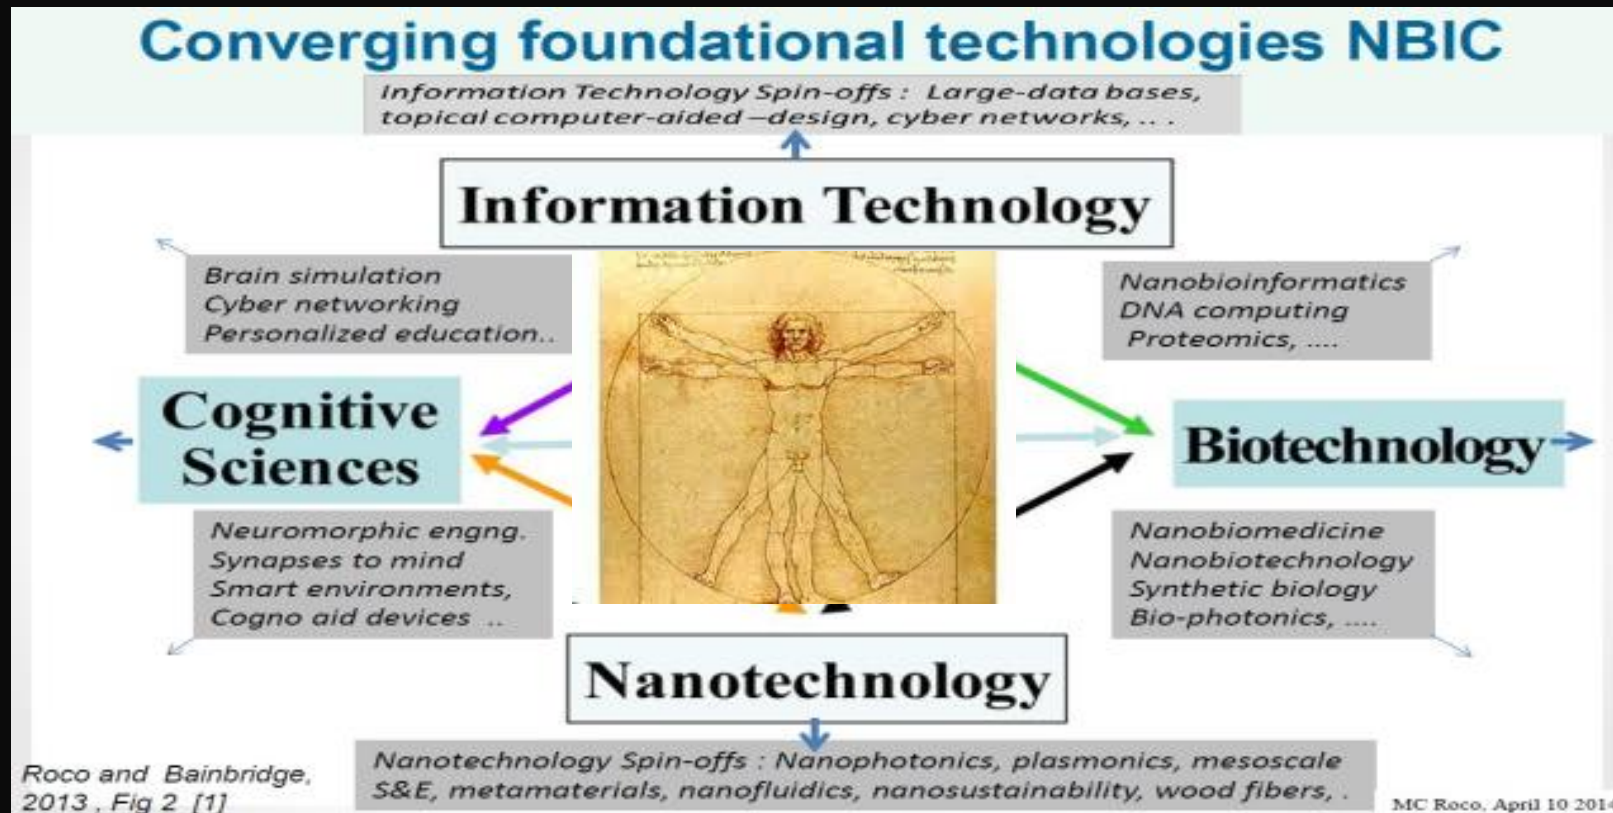 Converging foundational technologies NBIC
Information Technology Spin-offs : Large-data bases,
topical computer-aided –design, cyber networks, .. .
Information Technology
Brain simulation
Cyber networking
Personalized education..
Nanobioinformatics
DNA computing
Proteomics, ....
Cognitive
Sciences
Biotechnology
Neuromorphic engng.
Synapses to mind
Smart environments,
Cogno aid devices ..
Nanobiomedicine
Nanobiotechnology
Synthetic biology
Bio-photonics, ....
Nanotechnology
Nanotechnology Spin-offs : Nanophotonics, plasmonics, mesoscale
S&E, metamaterials, nanofluidics, nanosustainability, wood fibers, .
Roco and Bainbridge,
2013 , Fig 2 [1]
MC Roco, April 10 2014